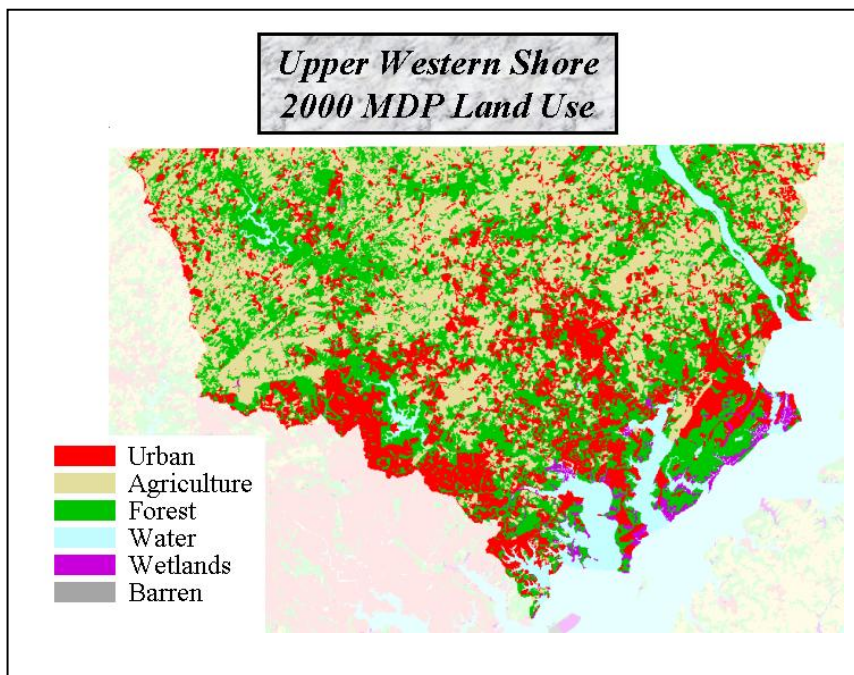 Upper Western Shore
2000 MDP Land Use
Urban
Agriculture
Forest
Water
Wetlands
Barren